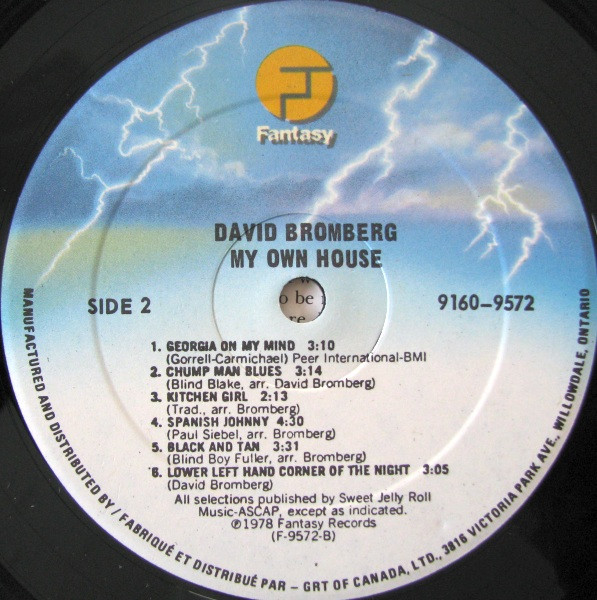 Fantasy
DAVID BROMBERG
MY OWN HOUSE
o be
re
SIDE 2
9160-9572
1. GEORGIA ON MY MIND 3:10
(Gorrell-Carmichael) Peer International-BMI
2. CHUMP MAN BLUES 3:14
(Blind Blake, arr. David Bromberg)
3. KITCHEN GIRL 2:13
(Trad., arr. Bromberg)
4. SPANISH JOHNNY 4:30
(Paul Siebel, arr. Bromberg)
5. BLACK AND TAN 3:31
(Blind Boy Fuller, arr. Bromberg)
6. LOWER LEFT HAND CORNER OF THE NIGHT 3:05
(David Bromberg)
All selections published by Sweet Jelly Roll
Music-ASCAP, except as indicated.
℗1978 Fantasy Records
(F-9572-B)
MANUFACTURED AND DISTRIBUTED BY / FABRIQUÉ ET DISTRIBUÉ PAR – GRT OF CANADA, LTD., 3816 VICTORIA PARK AVE., WILLOWDALE, ONTARIO